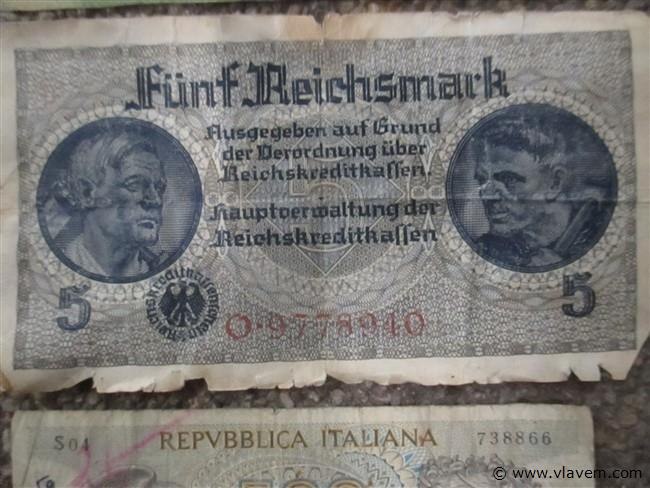 Fünf Reichsmark
Ausgegeben auf Grund
der Verordnung über
Reichskreditkassen.
Hauptverwaltung der
Reichskreditkassen
5
5
O·9778940
S04
REPVBBLICA ITALIANA
738866
© www.vlavem.com